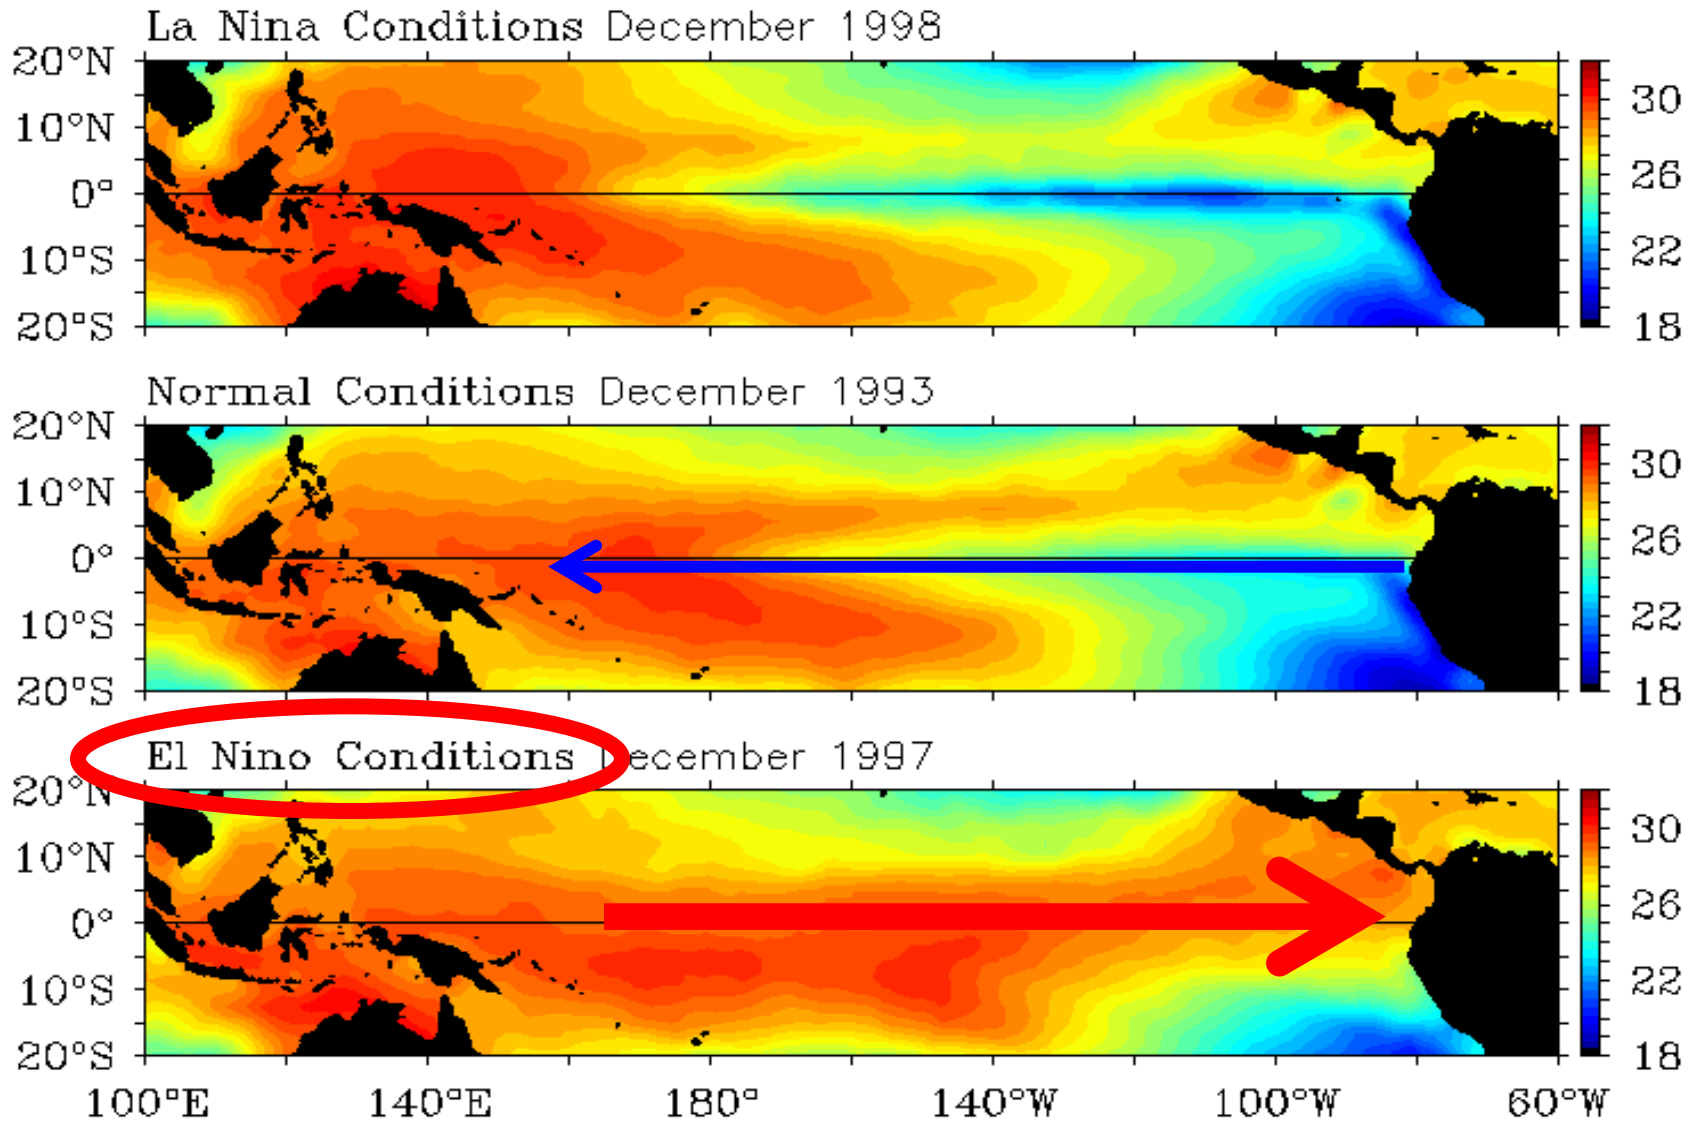 La Nina Conditions December 1998
20°N
10°N
0°
10°S
20°S
30
26
22
18
Normal Conditions December 1993
20°N
10°N
0°
10°S
20°S
30
26
22
18
El Nino Conditions December 1997
20°N
10°N
0°
10°S
20°S
30
26
22
18
100°E 140°E 180° 140°W 100°W 60°W